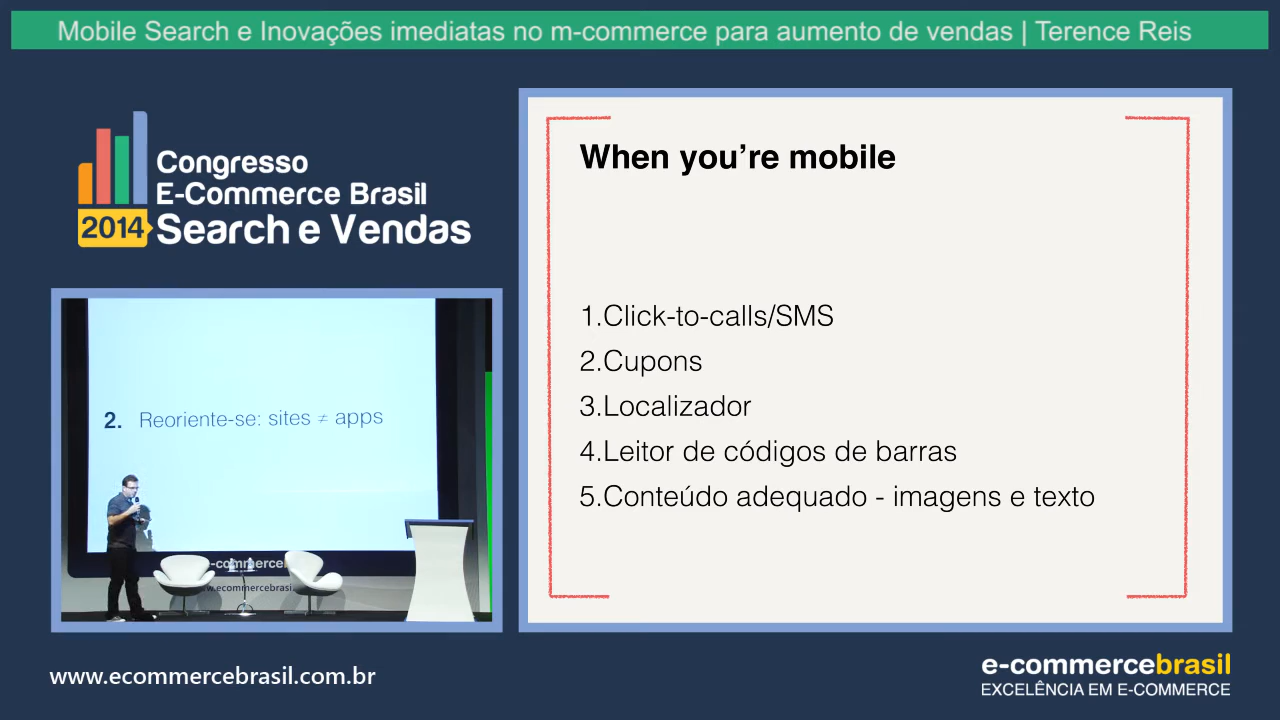 Mobile Search e Inovações imediatas no m-commerce para aumento de vendas | Terence Reis
Congresso
E-Commerce Brasil
2014 Search e Vendas
When you're mobile
1.Click-to-calls/SMS
2.Cupons
3.Localizador
4.Leitor de códigos de barras
5.Conteúdo adequado - imagens e texto
2. Reoriente-se: sites ≠ apps
www.ecommercebrasil.com.br
e-commercebrasil
EXCELÊNCIA EM E-COMMERCE